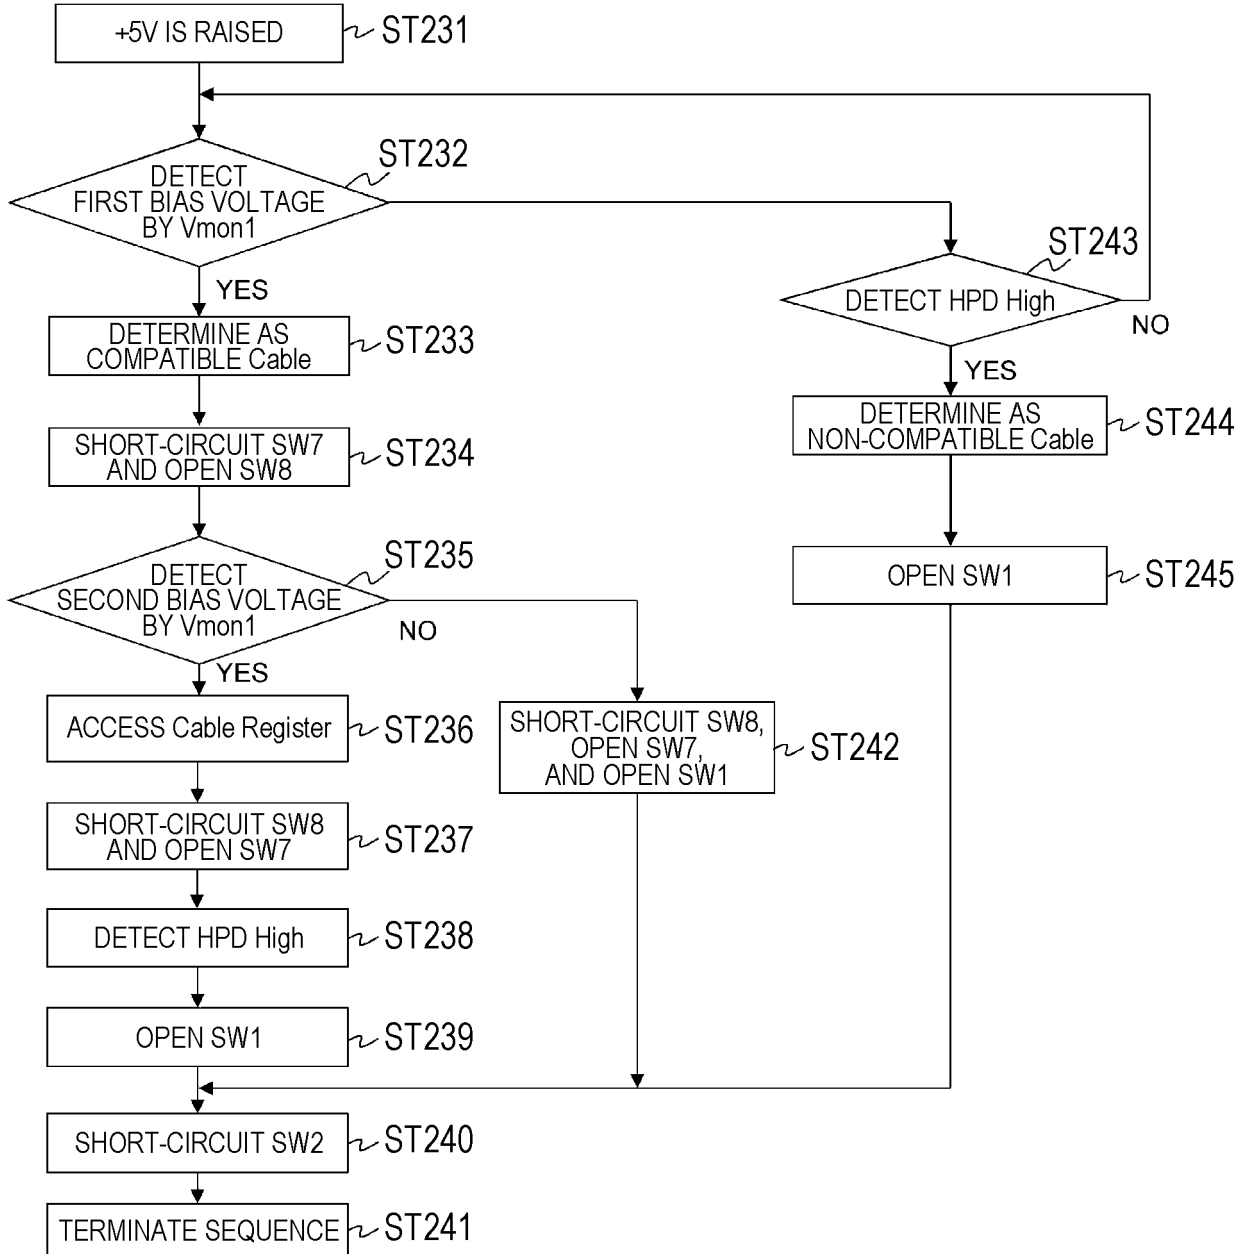 +5V IS RAISED
ST231
DETECT
FIRST BIAS VOLTAGE
BY Vmon1
ST232
YES
DETECT HPD High
ST243
NO
YES
DETERMINE AS
COMPATIBLE Cable
ST233
DETERMINE AS
NON-COMPATIBLE Cable
ST244
SHORT-CIRCUIT SW7
AND OPEN SW8
ST234
DETECT
SECOND BIAS VOLTAGE
BY Vmon1
ST235
NO
YES
OPEN SW1
ST245
ACCESS Cable Register
ST236
SHORT-CIRCUIT SW8,
OPEN SW7,
AND OPEN SW1
ST242
SHORT-CIRCUIT SW8
AND OPEN SW7
ST237
DETECT HPD High
ST238
OPEN SW1
ST239
SHORT-CIRCUIT SW2
ST240
TERMINATE SEQUENCE
ST241